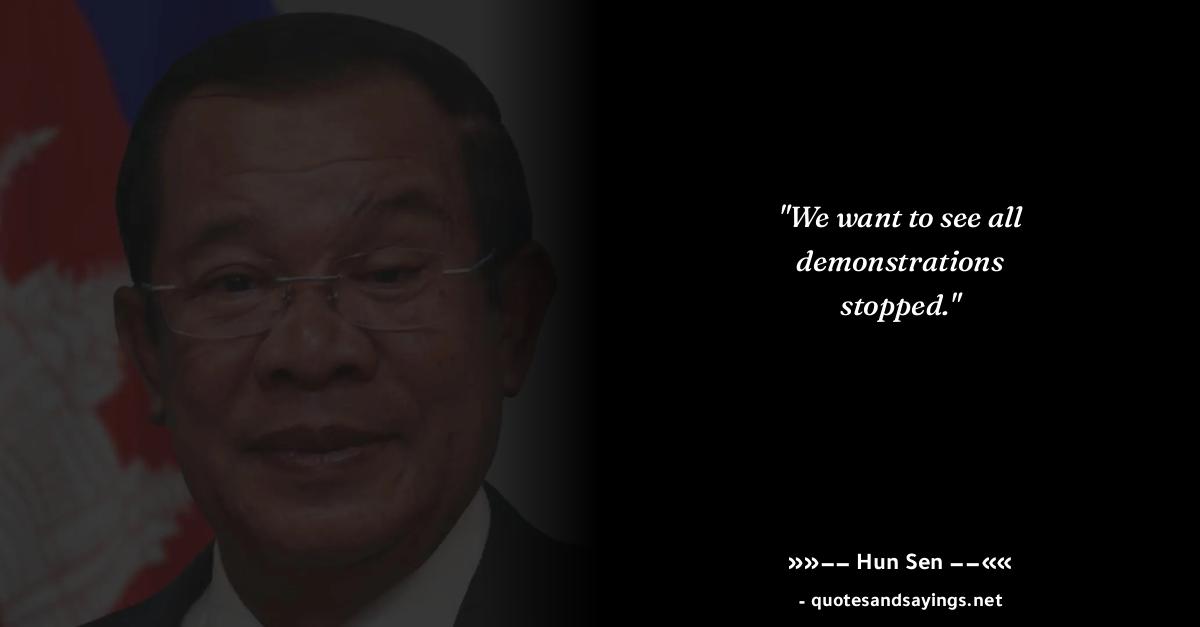 "We want to see all
demonstrations
stopped."
»»–– Hun Sen ––««
- quotesandsayings.net